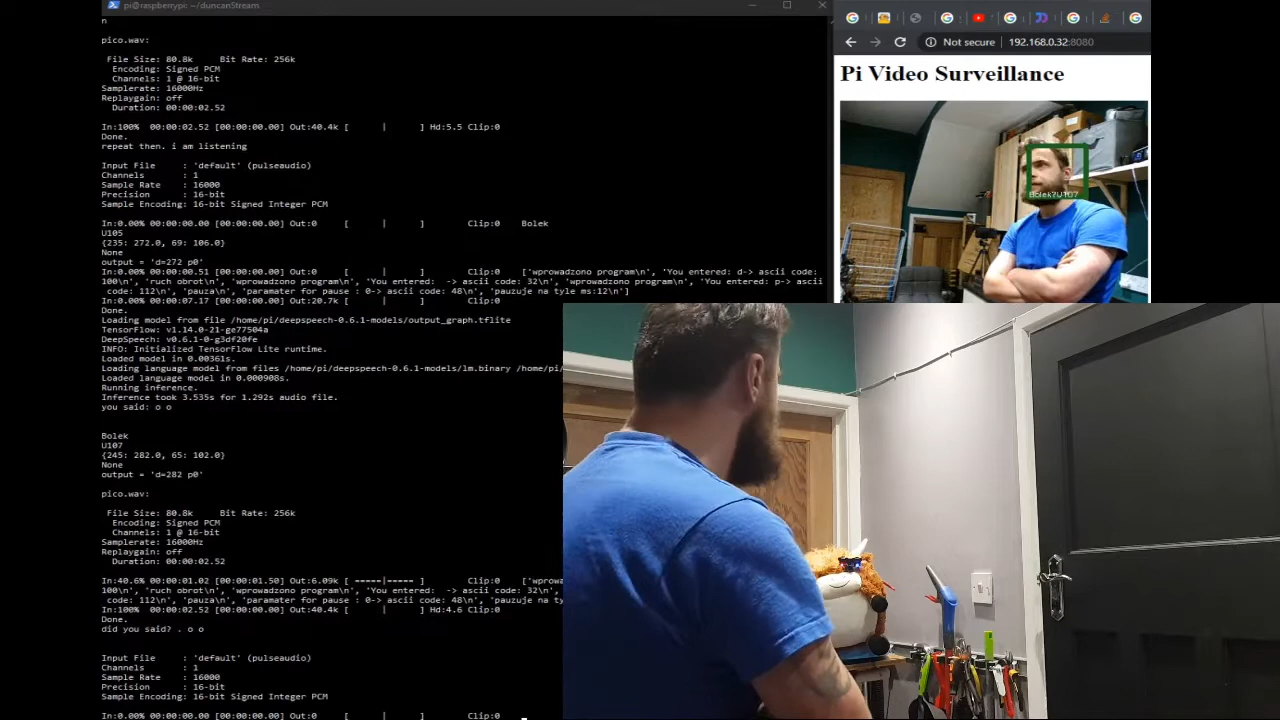 pi@raspberrypi: ~/duncanStream
n
pico.wav:
File Size: 80.8k     Bit Rate: 256k
Encoding: Signed PCM
Channels: 1 @ 16-bit
Samplerate: 16000Hz
Replaygain: off
Duration: 00:00:02.52
In:100%  00:00:02.52 [00:00:00.00] Out:40.4k [      |      ] Hd:5.5  Clip:0
Done.
repeat then. i am listening
Input File     : 'default' (pulseaudio)
Channels       : 1
Sample Rate    : 16000
Precision      : 16-bit
Sample Encoding: 16-bit Signed Integer PCM
In:0.00% 00:00:00.00 [00:00:00.00] Out:0     [      |      ]        Clip:0    Bolek
U105
{235: 272.0, 69: 106.0}
None
output = 'd=272 p0'
In:0.00% 00:00:00.51 [00:00:00.00] Out:0     [      |      ]        Clip:0    ['wprowadzono program\n', 'You entered: d-> ascii code:
100\n', 'ruch obrot\n', 'wprowadzono program\n', 'You entered:  -> ascii code: 32\n', 'wprowadzono program\n', 'You entered: p-> ascii
code: 112\n', 'pauza\n', 'paramater for pause : 0-> ascii code: 48\n', 'pauzuje na tyle ms:12\n']
In:0.00% 00:00:07.17 [00:00:00.00] Out:20.7k [      |      ]        Clip:0
Done.
Loading model from file /home/pi/deepspeech-0.6.1-models/output_graph.tflite
TensorFlow: v1.14.0-21-ge77504a
DeepSpeech: v0.6.1-0-g3df20fe
INFO: Initialized TensorFlow Lite runtime.
Loaded model in 0.00361s.
Loading language model from files /home/pi/deepspeech-0.6.1-models/lm.binary /home/pi/
Loaded language model in 0.000908s.
Running inference.
Inference took 3.535s for 1.292s audio file.
you said: o o
Bolek
U107
{245: 282.0, 65: 102.0}
None
output = 'd=282 p0'
pico.wav:
File Size: 80.8k     Bit Rate: 256k
Encoding: Signed PCM
Channels: 1 @ 16-bit
Samplerate: 16000Hz
Replaygain: off
Duration: 00:00:02.52
In:40.6% 00:00:01.02 [00:00:01.50] Out:6.09k [ -----|----- ]        Clip:0    ['wprowa
100\n', 'ruch obrot\n', 'wprowadzono program\n', 'You entered:  -> ascii code: 32\n',
code: 112\n', 'pauza\n', 'paramater for pause : 0-> ascii code: 48\n', 'pauzuje na ty
In:100%  00:00:02.52 [00:00:00.00] Out:40.4k [      |      ] Hd:4.6  Clip:0
Done.
did you said? . o o
Input File     : 'default' (pulseaudio)
Channels       : 1
Sample Rate    : 16000
Precision      : 16-bit
Sample Encoding: 16-bit Signed Integer PCM
In:0.00% 00:00:00.00 [00:00:00.00] Out:0     [      |      ]        Clip:0
Not secure | 192.168.0.32:8080
Pi Video Surveillance
Bolek?U107